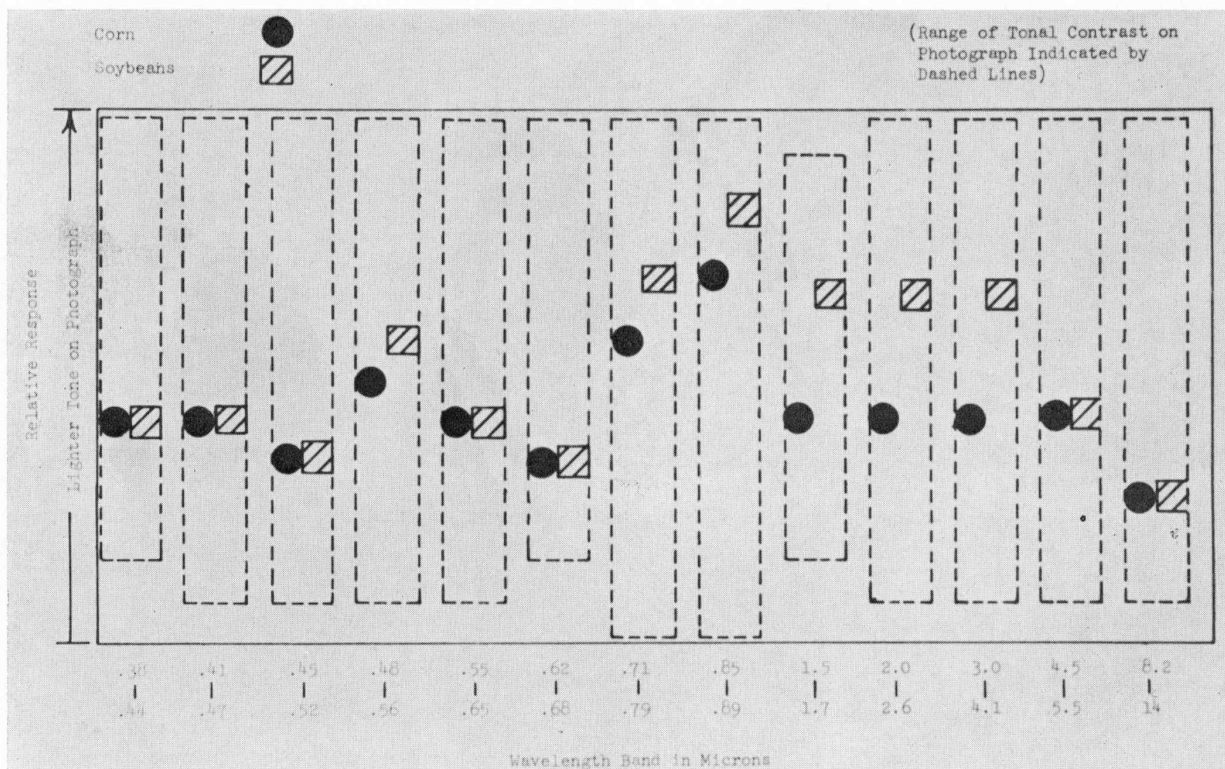 Corn
Soybeans
(Range of Tonal Contrast on
Photograph Indicated by
Dashed Lines)
Relative Response
Lighter Tone on Photograph
.38 .41 .45 .48 .55 .62 .71 .85 1.5 2.0 3.0 4.5 8.2
.44 .47 .52 .56 .65 .68 .79 .89 1.7 2.6 4.1 5.5 14
Wavelength Band in Microns